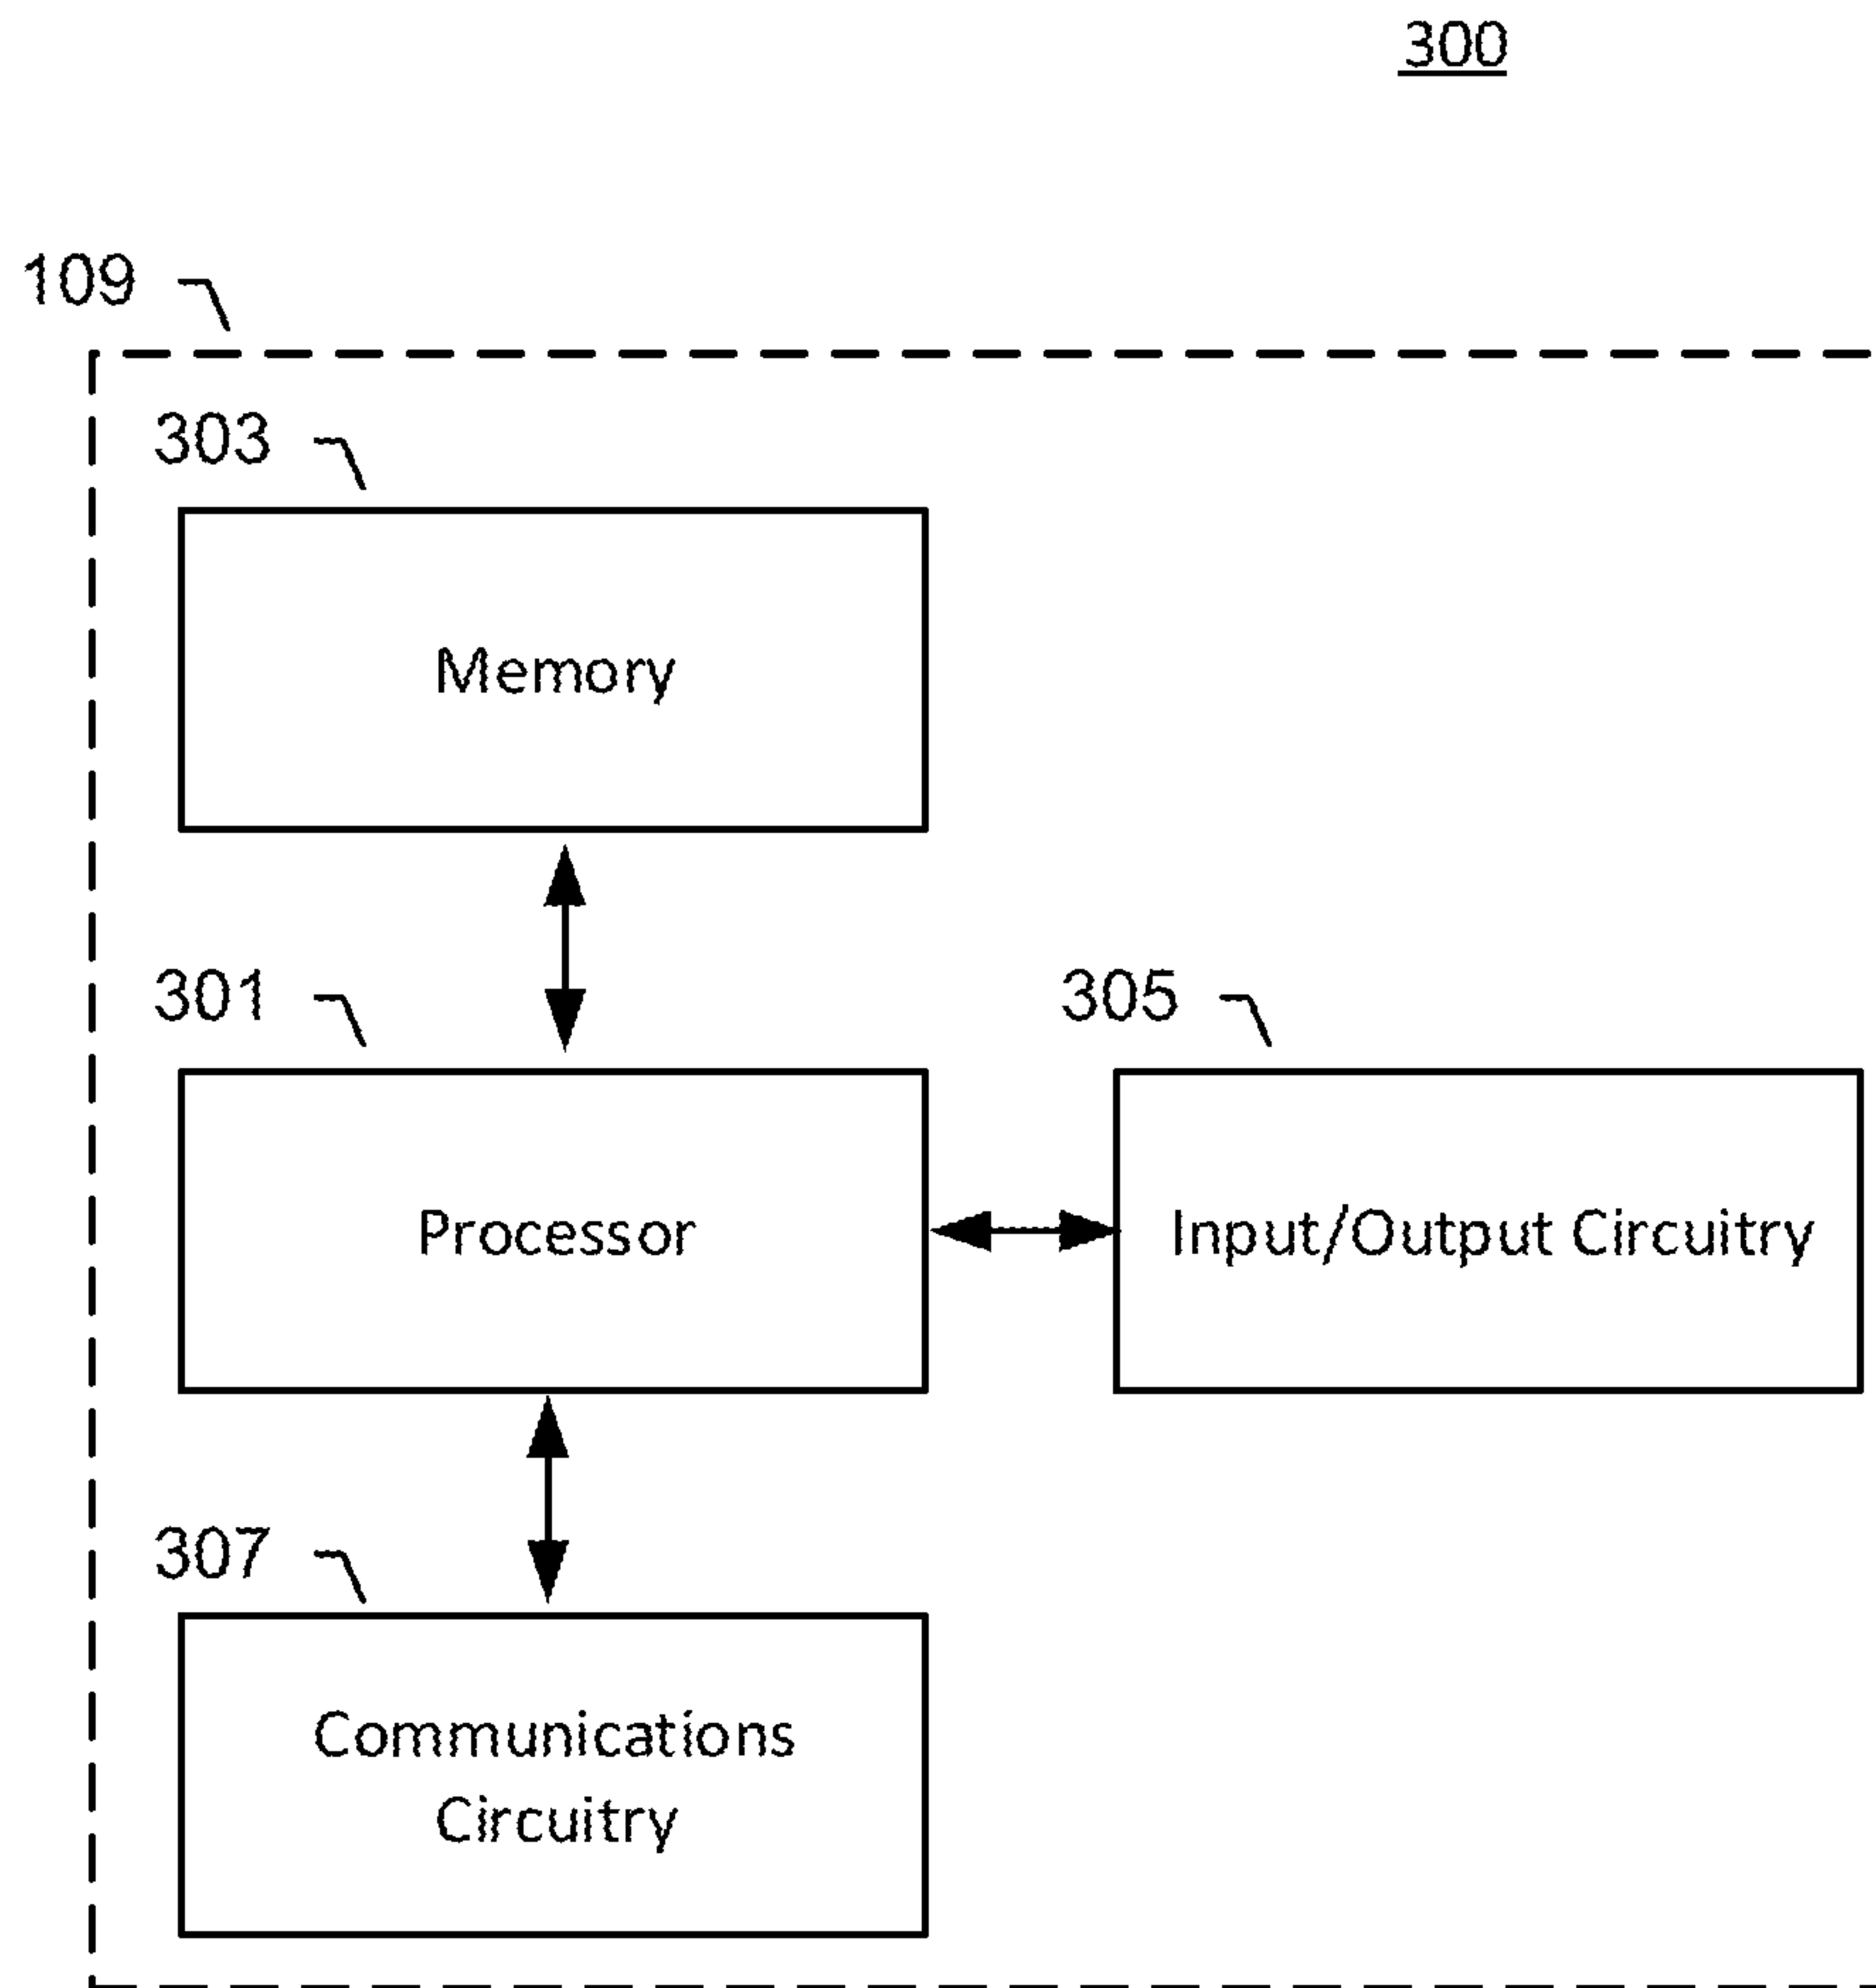 300
109
303
Memory
301
305
Processor
Input/Output Circuitry
307
Communications
Circuitry